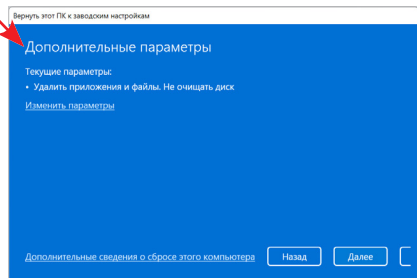 Вернуть этот ПК к заводским настройкам
Дополнительные параметры
Текущие параметры:
• Удалить приложения и файлы. Не очищать диск
Изменить параметры
Дополнительные сведения о сбросе этого компьютера
Назад
Далее